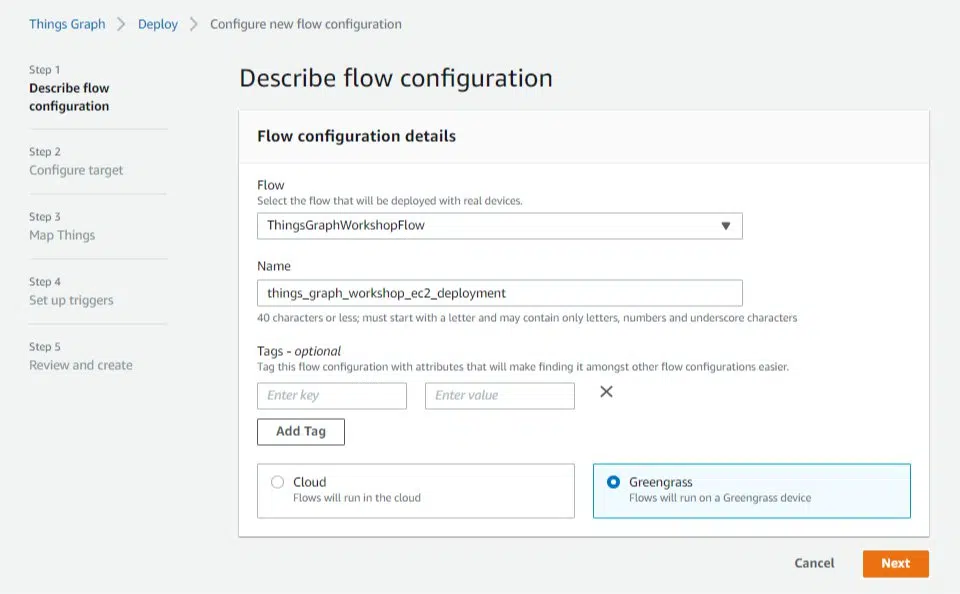 Things Graph > Deploy > Configure new flow configuration
Step 1
Describe flow
configuration
Step 2
Configure target
Step 3
Map Things
Step 4
Set up triggers
Step 5
Review and create
Describe flow configuration
Flow configuration details
Flow
Select the flow that will be deployed with real devices.
ThingsGraphWorkshopFlow
Name
things_graph_workshop_ec2_deployment
40 characters or less; must start with a letter and may contain only letters, numbers and underscore characters
Tags - optional
Tag this flow configuration with attributes that will make finding it amongst other flow configurations easier.
Enter key Enter value
Add Tag
Cloud
Flows will run in the cloud
Greengrass
Flows will run on a Greengrass device
Cancel Next